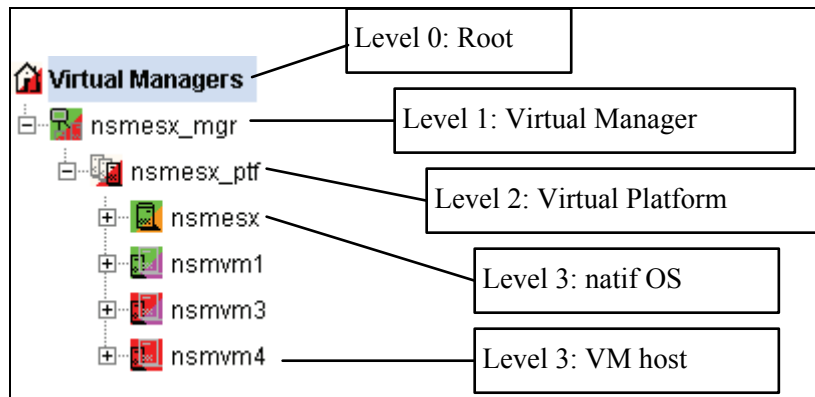 Level 0: Root
Virtual Managers
nsmesx_mgr
Level 1: Virtual Manager
nsmesx_ptf
Level 2: Virtual Platform
nsmesx
nsmvm1
Level 3: natif OS
nsmvm3
nsmvm4
Level 3: VM host